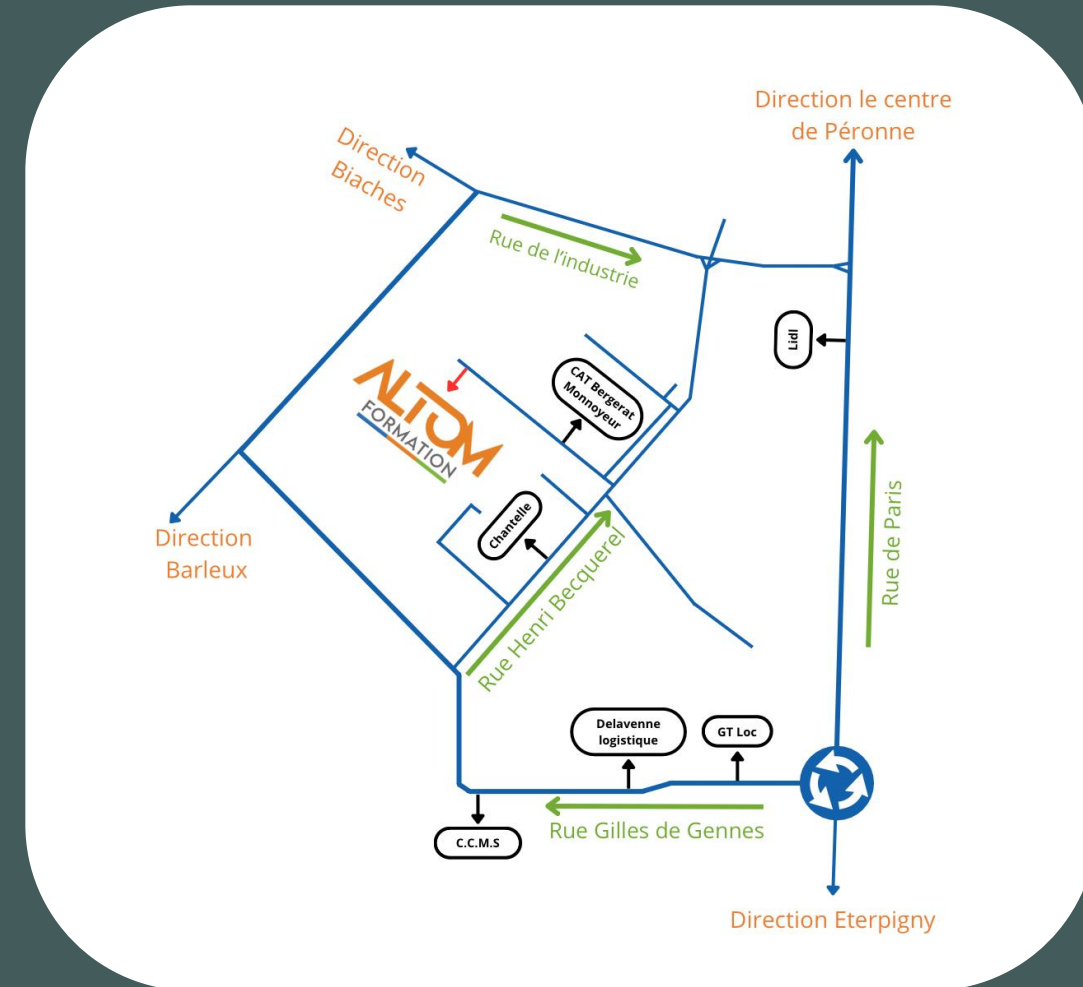 Direction le centre
de Péronne
Direction
Biaches
Rue de l'industrie
Lidl
CAT Bergerat
Monnoyeur
ALTOM
FORMATION
Chantelle
Rue de Paris
Direction
Barleux
Rue Henri Becquerel
Delavenne
logistique
GT Loc
Rue Gilles de Gennes
C.C.M.S
Direction Eterpigny